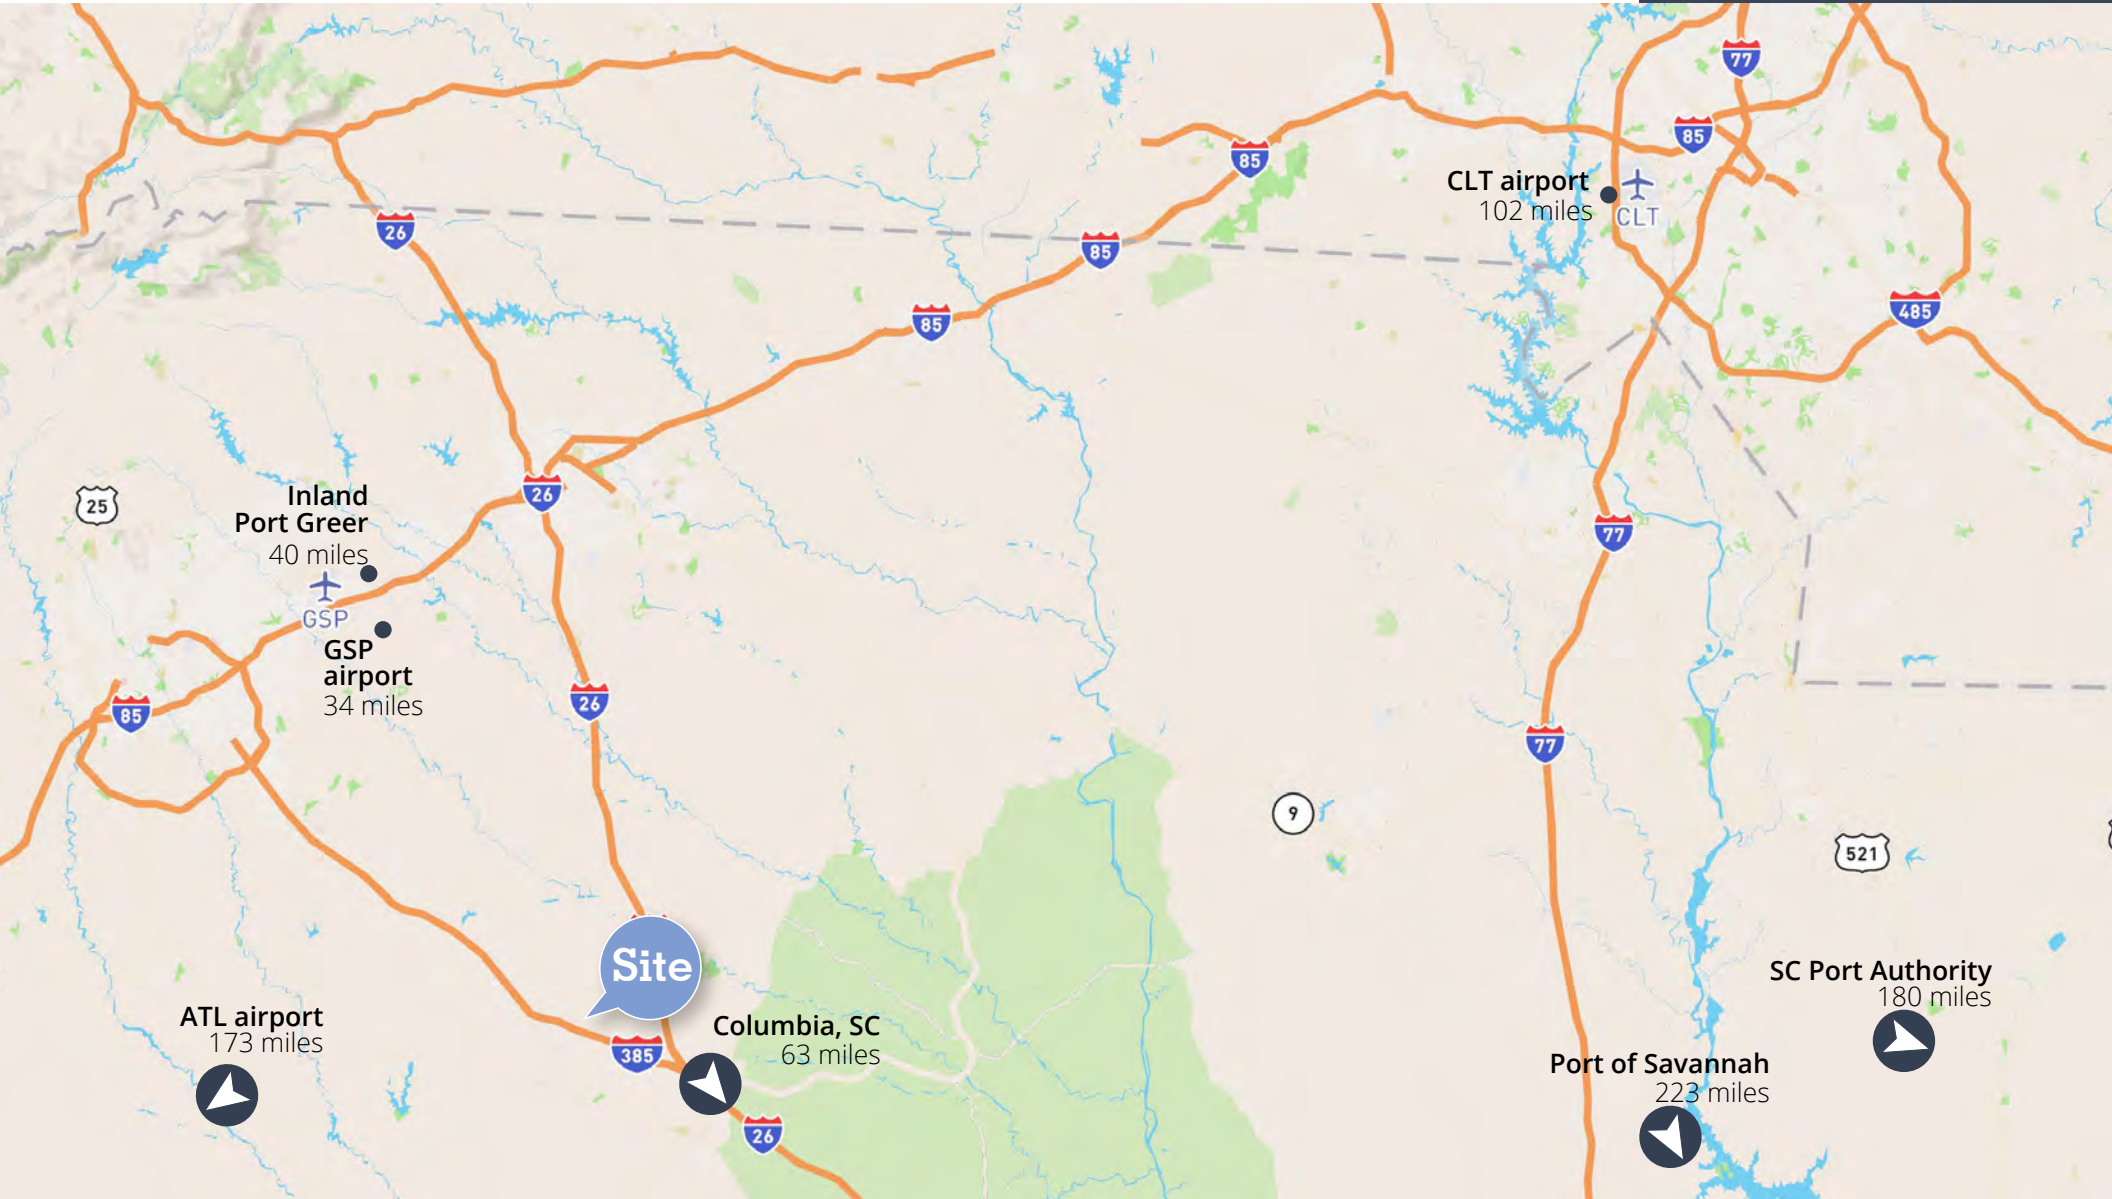 77
85
85
CLT airport
102 miles
CLT
26
85
485
85
26
25
Inland
Port Greer
40 miles
77
GSP
GSP
airport
34 miles
26
85
77
9
521
Site
SC Port Authority
180 miles
ATL airport
173 miles
Columbia, SC
63 miles
385
Port of Savannah
223 miles
26